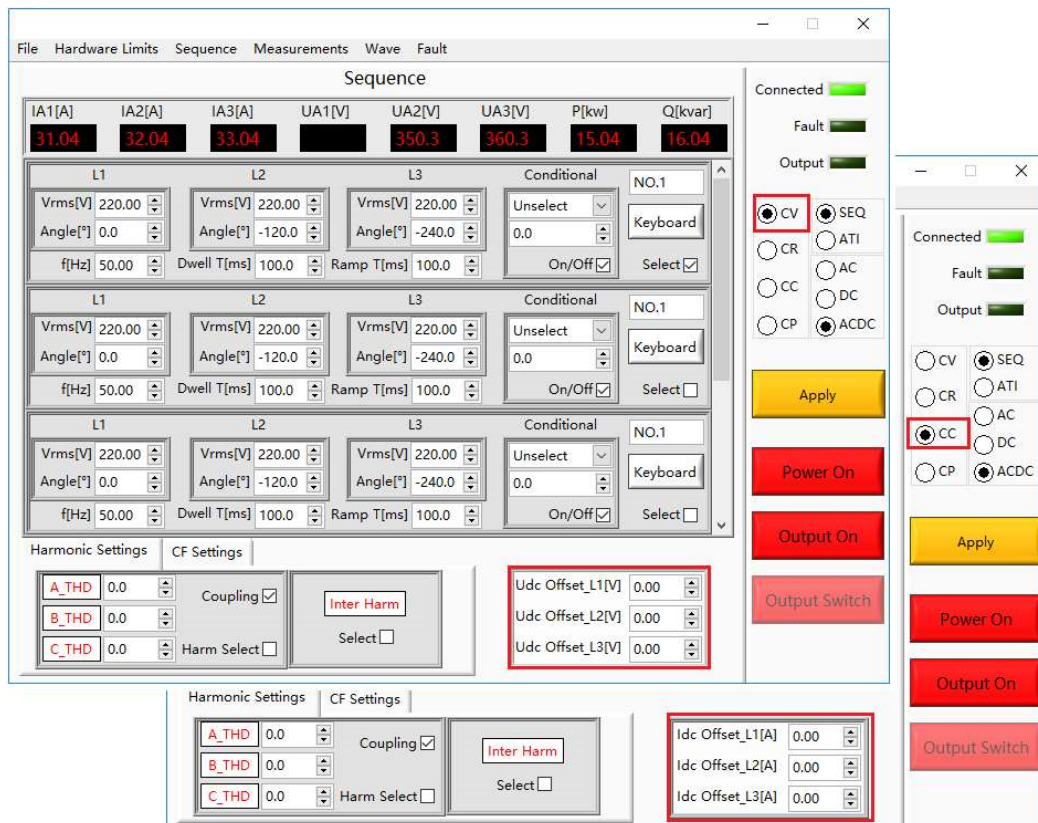 File Hardware Limits Sequence Measurements Wave Fault
Sequence
IA1[A] IA2[A] IA3[A] UA1[V] UA2[V] UA3[V] P[kw] Q[kvar]
31.04 32.04 33.04 350.3 360.3 15.04 16.04
L1 L2 L3 Conditional NO.1
Vrms[V] 220.00 Vrms[V] 220.00 Vrms[V] 220.00 Unselect
Keyboard
Angle[°] 0.0 Angle[°] -120.0 Angle[°] -240.0 0.0
f[Hz] 50.00 Dwell T[ms] 100.0 Ramp T[ms] 100.0 On/Off Select
L1 L2 L3 Conditional NO.1
Vrms[V] 220.00 Vrms[V] 220.00 Vrms[V] 220.00 Unselect
Keyboard
Angle[°] 0.0 Angle[°] -120.0 Angle[°] -240.0 0.0
f[Hz] 50.00 Dwell T[ms] 100.0 Ramp T[ms] 100.0 On/Off Select
L1 L2 L3 Conditional NO.1
Vrms[V] 220.00 Vrms[V] 220.00 Vrms[V] 220.00 Unselect
Keyboard
Angle[°] 0.0 Angle[°] -120.0 Angle[°] -240.0 0.0
f[Hz] 50.00 Dwell T[ms] 100.0 Ramp T[ms] 100.0 On/Off Select
Harmonic Settings CF Settings
A_THD 0.0 Coupling
B_THD 0.0
C_THD 0.0 Harm Select
Inter Harm
Select
Udc Offset_L1[V] 0.00
Udc Offset_L2[V] 0.00
Udc Offset_L3[V] 0.00
Connected
Fault
Output
CV SEQ
ATI
CR
AC
CC
DC
CP ACDC
Apply
Power On
Output On
Output Switch
Harmonic Settings CF Settings
A_THD 0.0 Coupling
B_THD 0.0
C_THD 0.0 Harm Select
Inter Harm
Select
Idc Offset_L1[A] 0.00
Idc Offset_L2[A] 0.00
Idc Offset_L3[A] 0.00
Connected
Fault
Output
CV SEQ
ATI
CR
AC
CC
DC
CP ACDC
Apply
Power On
Output On
Output Switch